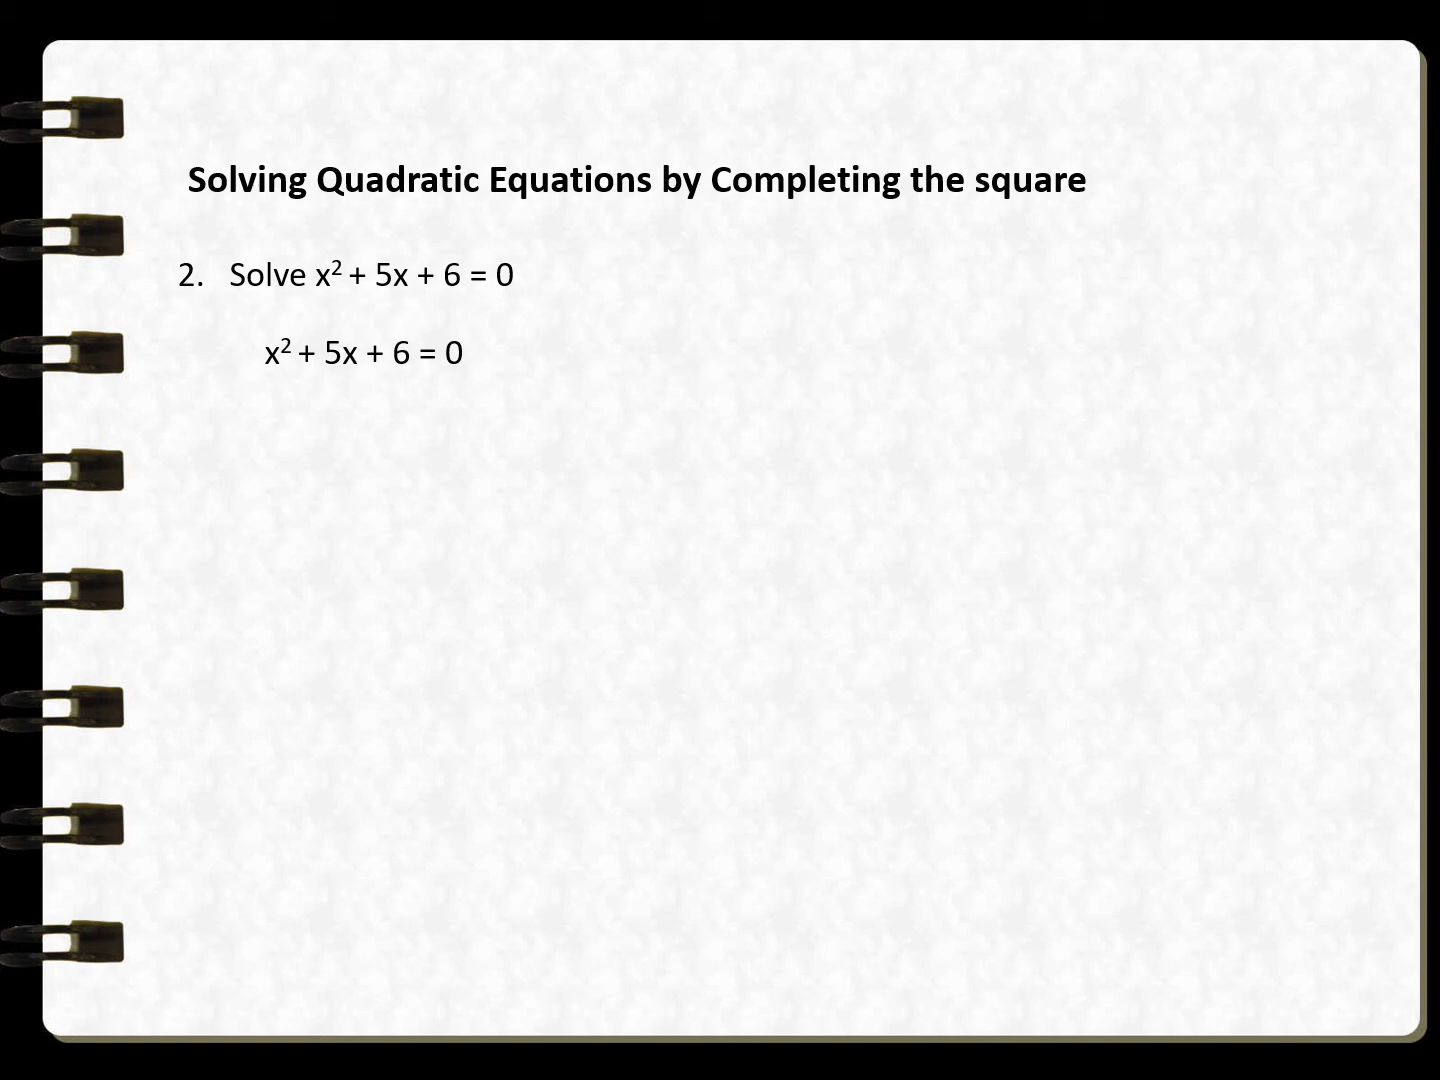 Solving Quadratic Equations by Completing the square
2. Solve x² + 5x + 6 = 0
x² + 5x + 6 = 0